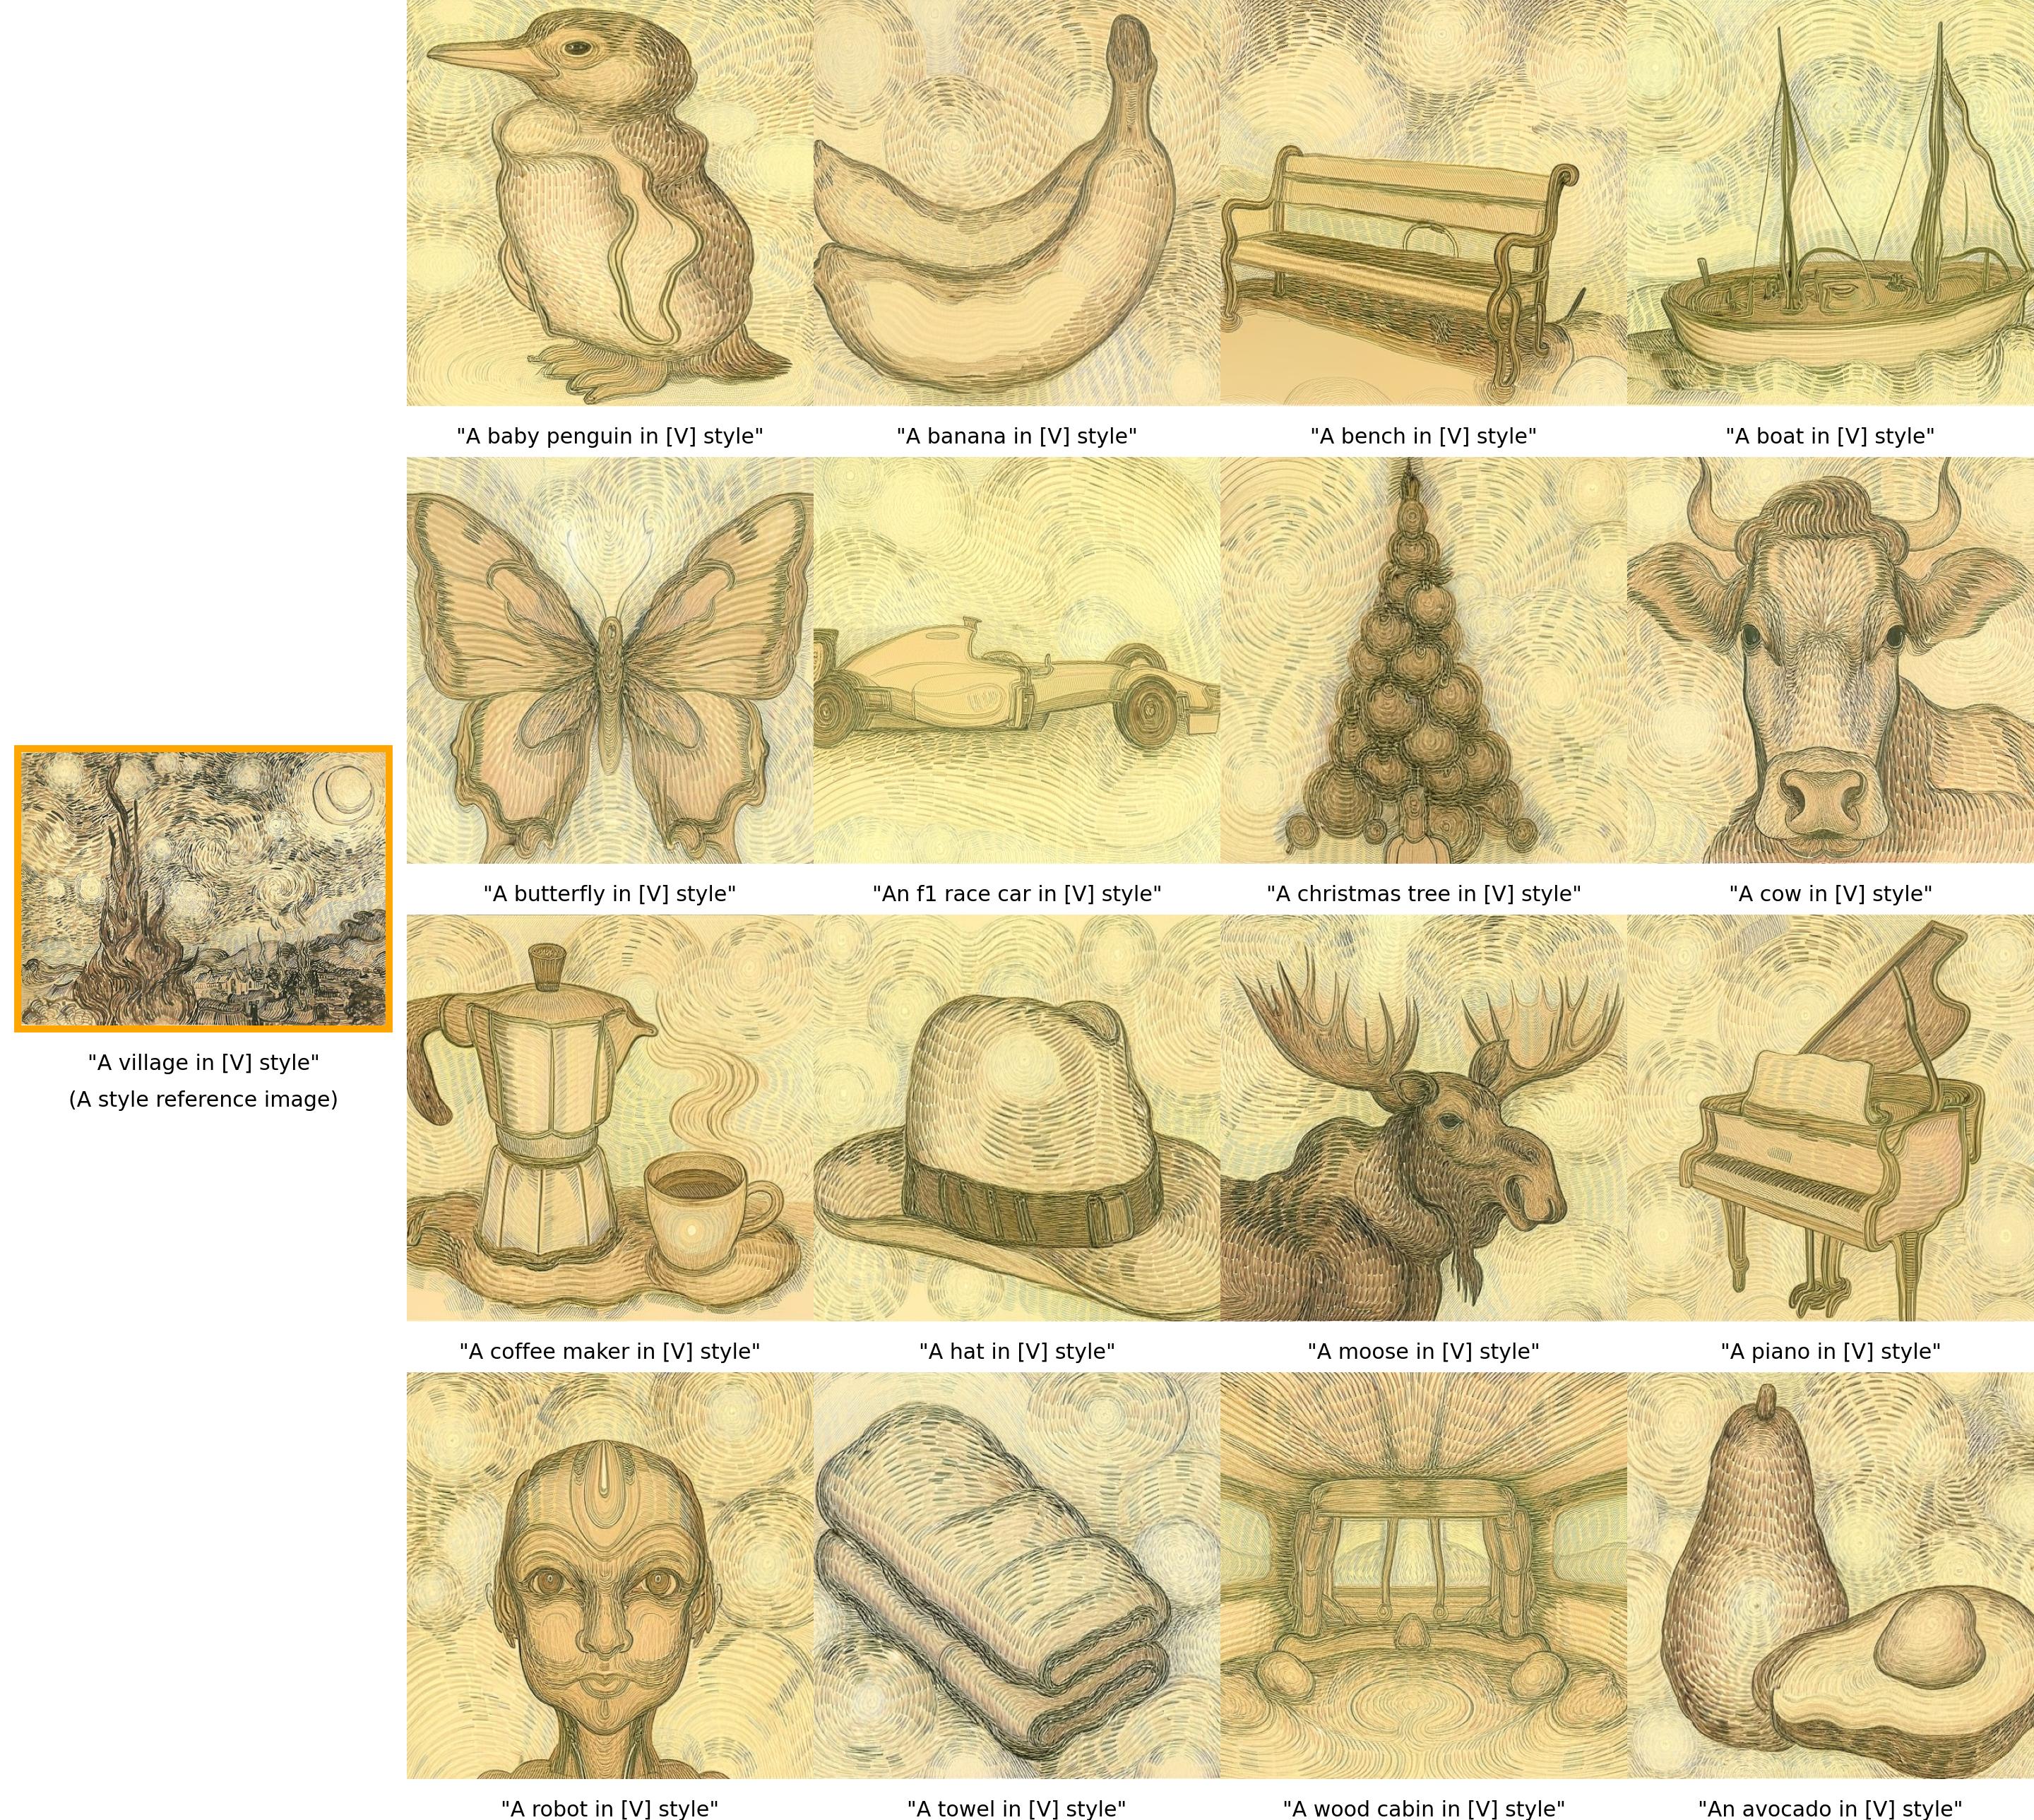 "A baby penguin in [V] style"
"A banana in [V] style"
"A bench in [V] style"
"A boat in [V] style"
"A butterfly in [V] style"
"An f1 race car in [V] style"
"A christmas tree in [V] style"
"A cow in [V] style"
"A village in [V] style"
(A style reference image)
"A coffee maker in [V] style"
"A hat in [V] style"
"A moose in [V] style"
"A piano in [V] style"
"A robot in [V] style"
"A towel in [V] style"
"A wood cabin in [V] style"
"An avocado in [V] style"